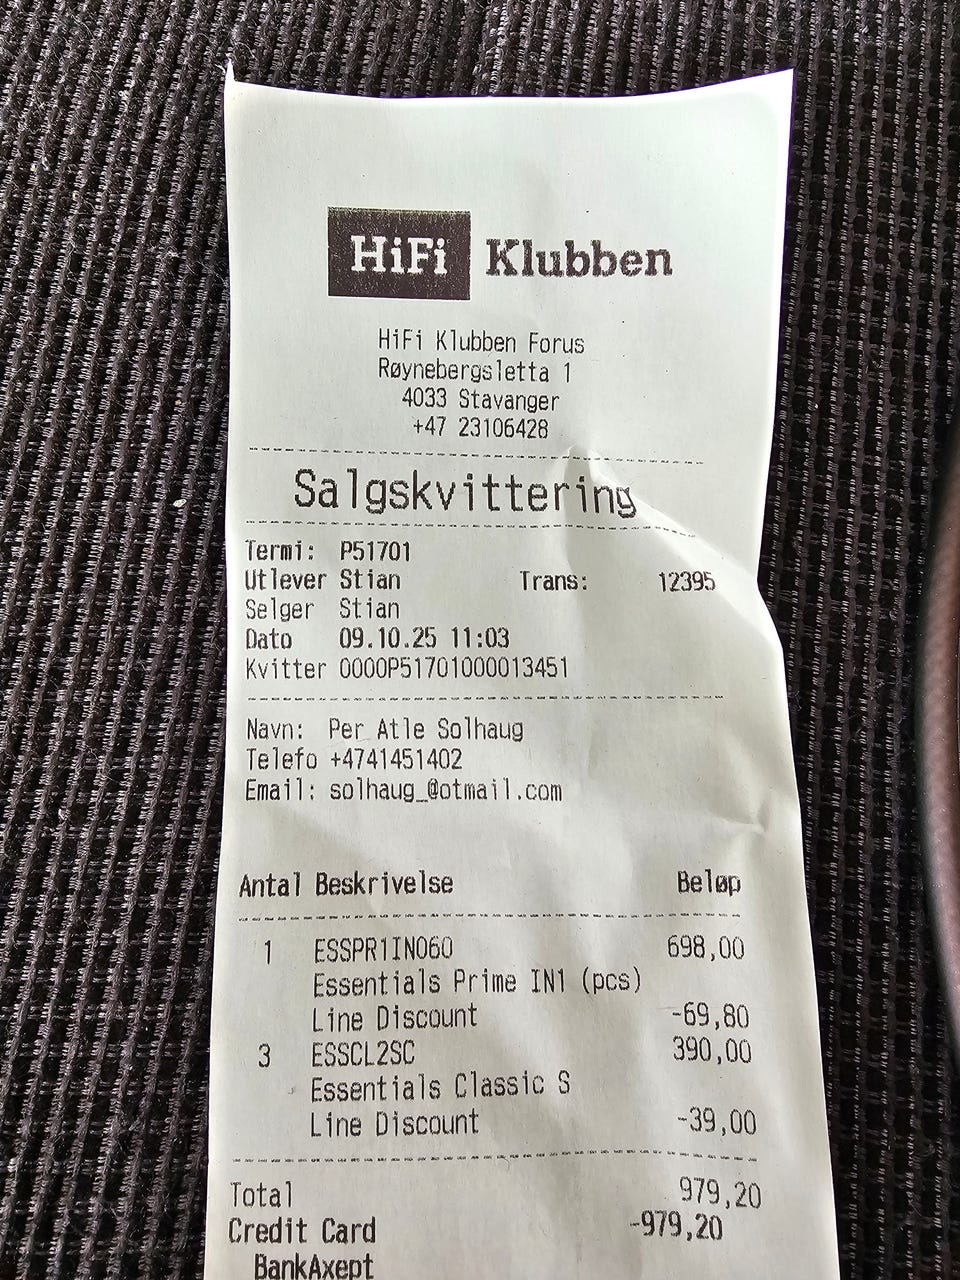 HiFi Klubben
HiFi Klubben Forus
Røynebergsletta 1
4033 Stavanger
+47 23106428
Salgskvittering
Termi: P51701
Utlever Stian Trans: 12395
Selger Stian
Dato 09.10.25 11:03
Kvitter 0000P51701000013451
Navn: Per Atle Solhaug
Telefo +4741451402
Email: solhaug_@otmail.com
Antal Beskrivelse Beløp
1 ESSPR1IN060 698,00
Essentials Prime IN1 (pcs)
Line Discount -69,80
3 ESSCL2SC 390,00
Essentials Classic S
Line Discount -39,00
Total 979,20
Credit Card -979,20
BankAxept